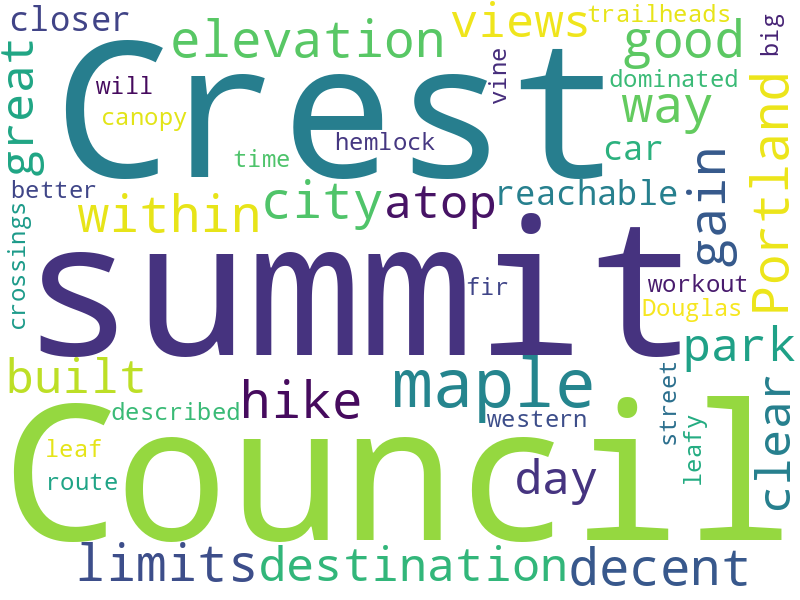 closer
views
trailheads
big
elevation
good
great
Crest
vine
dominated
will
way
canopy
hemlock
time
car
Portland
better
within
city
atop
reachable
gain
crossings
summit
fir
workout
Douglas
built
maple
park
hike
described
western
street
leafy
clear
Council
leaf
route
day
limits
destination
decent